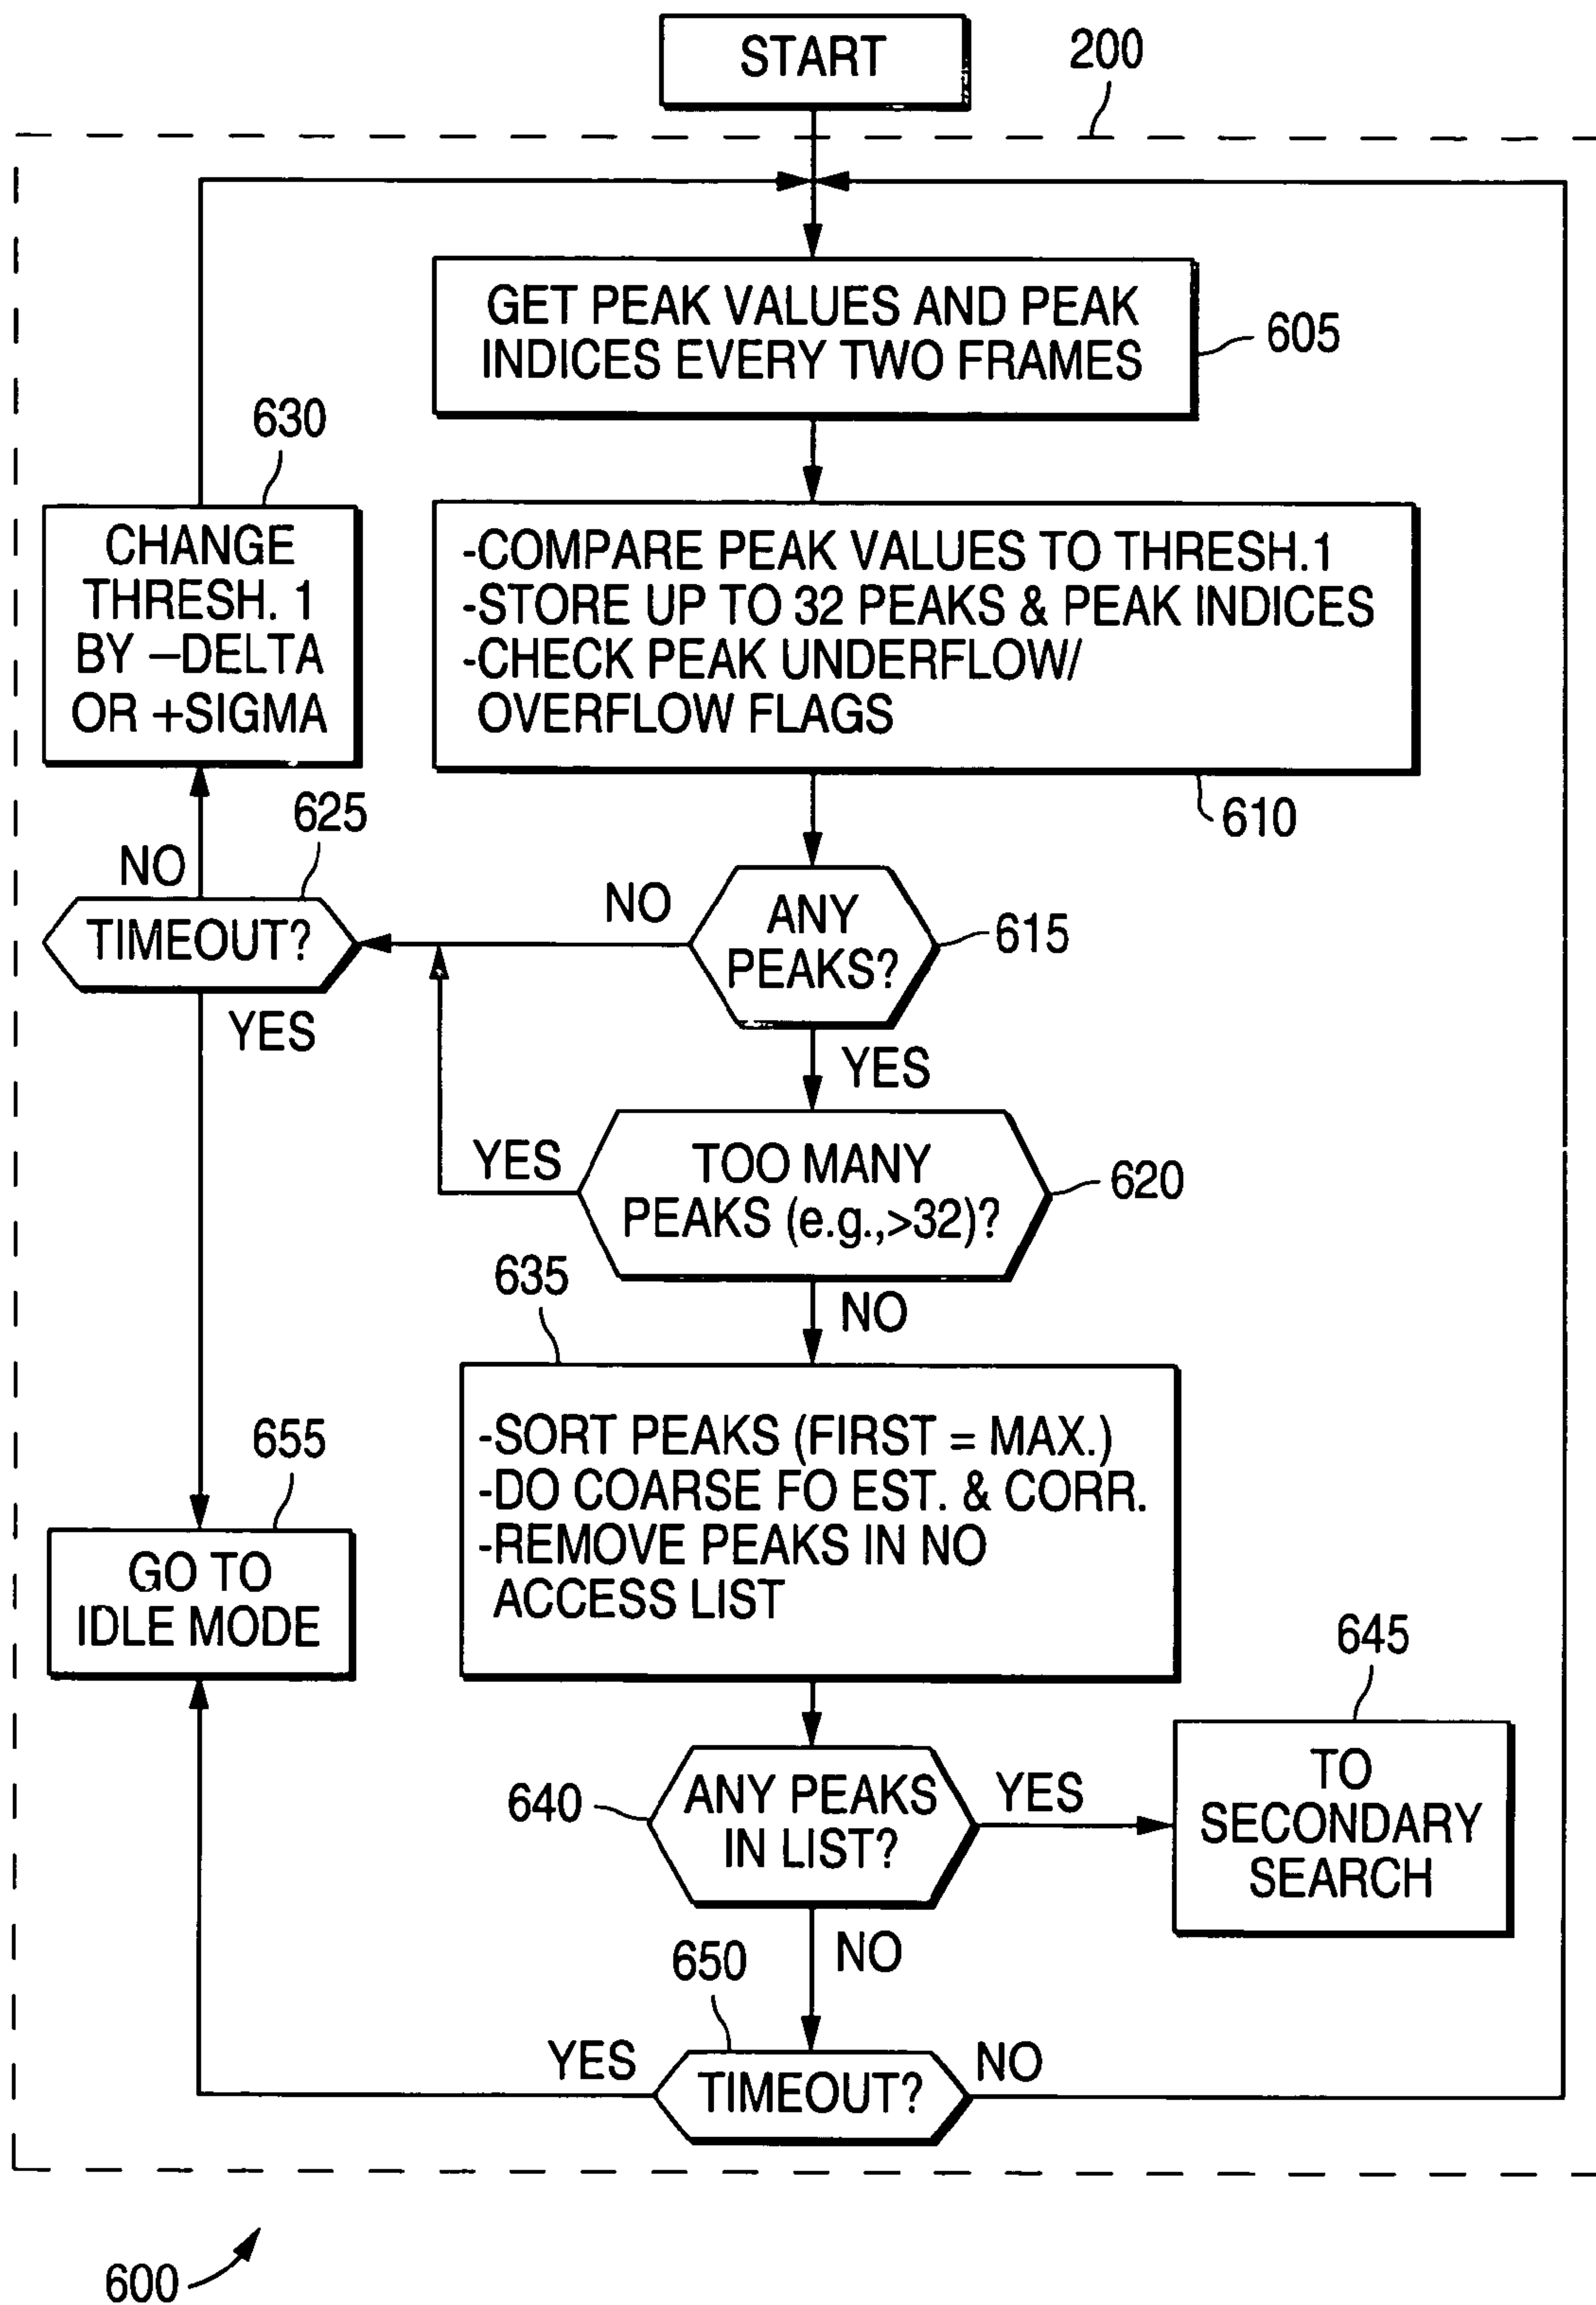 START
200
GET PEAK VALUES AND PEAK
INDICES EVERY TWO FRAMES
605
630
CHANGE
THRESH. 1
BY –DELTA
OR +SIGMA
-COMPARE PEAK VALUES TO THRESH.1
-STORE UP TO 32 PEAKS & PEAK INDICES
-CHECK PEAK UNDERFLOW/
OVERFLOW FLAGS
610
625
NO
TIMEOUT?
YES
NO
ANY
PEAKS?
615
YES
YES
TOO MANY
PEAKS (e.g.,>32)?
620
NO
635
-SORT PEAKS (FIRST = MAX.)
-DO COARSE FO EST. & CORR.
-REMOVE PEAKS IN NO
ACCESS LIST
655
GO TO
IDLE MODE
640
ANY PEAKS
IN LIST?
YES
645
TO
SECONDARY
SEARCH
NO
650
YES
TIMEOUT?
NO
600